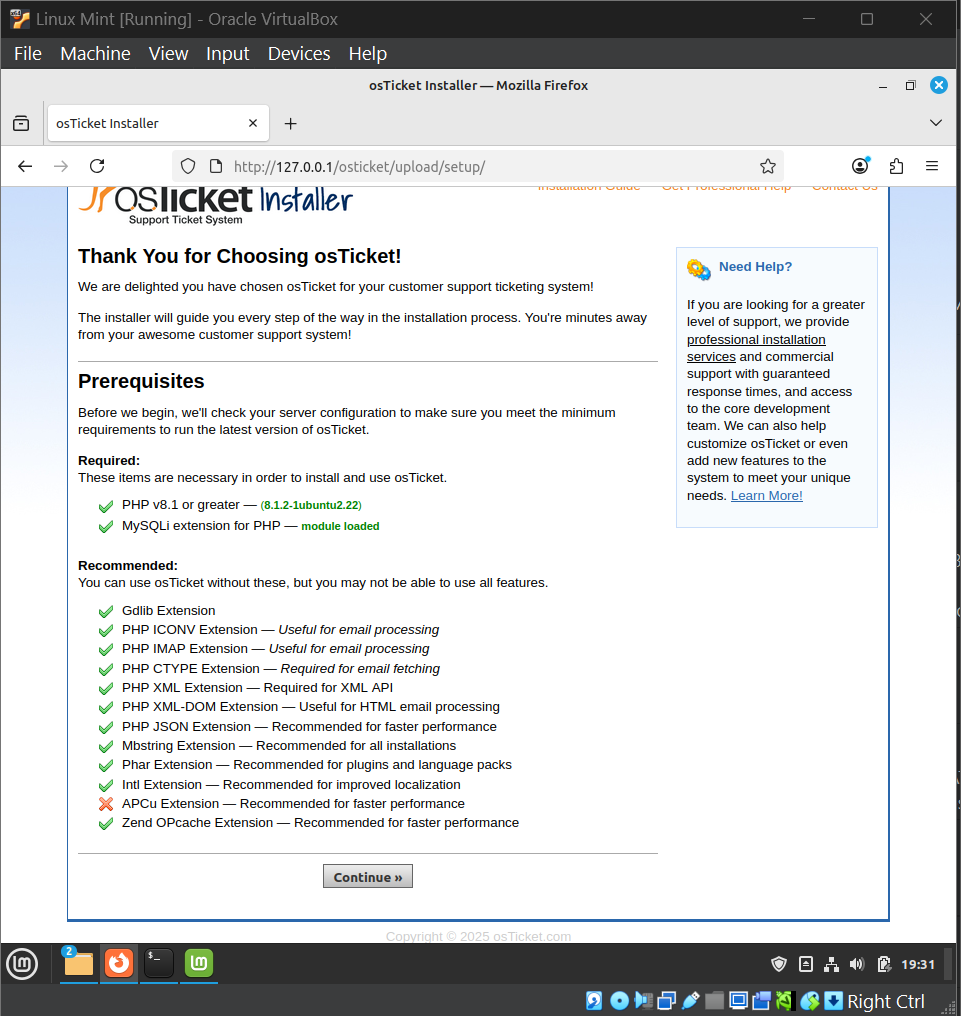 Linux Mint [Running] - Oracle VirtualBox
File Machine View Input Devices Help
osTicket Installer — Mozilla Firefox
osTicket Installer
http://127.0.0.1/osticket/upload/setup/
osTicket Installer
Support Ticket System
Installation Guide Get Professional Help Contact Us
Thank You for Choosing osTicket!
We are delighted you have chosen osTicket for your customer support ticketing system!
The installer will guide you every step of the way in the installation process. You're minutes away
from your awesome customer support system!
Prerequisites
Before we begin, we'll check your server configuration to make sure you meet the minimum
requirements to run the latest version of osTicket.
Required:
These items are necessary in order to install and use osTicket.
PHP v8.1 or greater — (8.1.2-1ubuntu2.22)
MySQLi extension for PHP — module loaded
Recommended:
You can use osTicket without these, but you may not be able to use all features.
Gdlib Extension
PHP ICONV Extension — Useful for email processing
PHP IMAP Extension — Useful for email processing
PHP CTYPE Extension — Required for email fetching
PHP XML Extension — Required for XML API
PHP XML-DOM Extension — Useful for HTML email processing
PHP JSON Extension — Recommended for faster performance
Mbstring Extension — Recommended for all installations
Phar Extension — Recommended for plugins and language packs
Intl Extension — Recommended for improved localization
APCu Extension — Recommended for faster performance
Zend OPcache Extension — Recommended for faster performance
Continue »
Need Help?
If you are looking for a greater
level of support, we provide
professional installation
services and commercial
support with guaranteed
response times, and access
to the core development
team. We can also help
customize osTicket or even
add new features to the
system to meet your unique
needs. Learn More!
Copyright © 2025 osTicket.com
2
$_
19:31
Right Ctrl